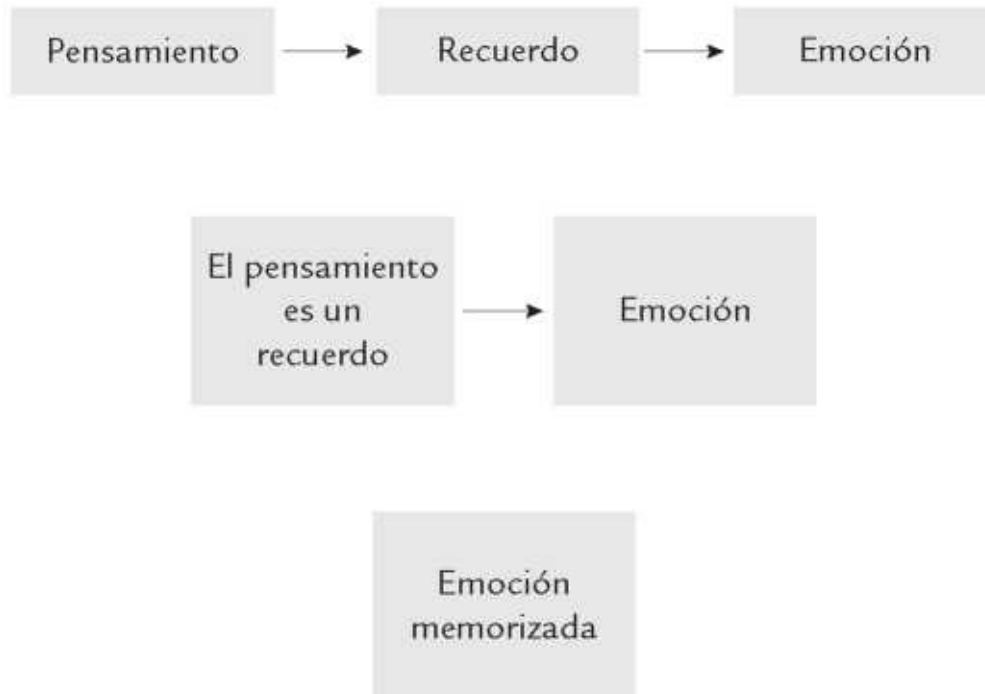 Pensamiento
Recuerdo
Emoción
El pensamiento
es un
recuerdo
Emoción
Emoción
memorizada